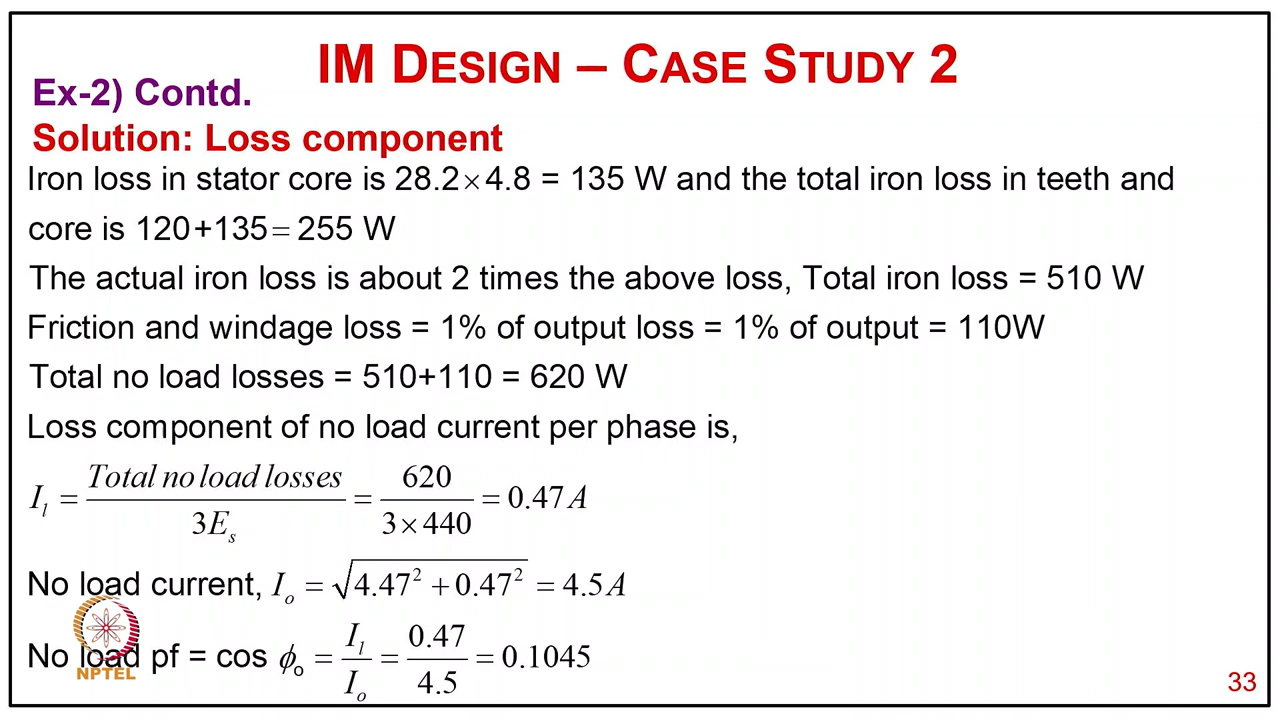 IM DESIGN – CASE STUDY 2
Ex-2) Contd.
Solution: Loss component
Iron loss in stator core is 28.2×4.8 = 135 W and the total iron loss in teeth and
core is 120+135= 255 W
The actual iron loss is about 2 times the above loss, Total iron loss = 510 W
Friction and windage loss = 1% of output loss = 1% of output = 110W
Total no load losses = 510+110 = 620 W
Loss component of no load current per phase is,
I_l = Total no load losses / 3E_s = 620 / 3×440 = 0.47 A
No load current, I_o = √(4.47² + 0.47²) = 4.5 A
No load pf = cos ϕ_o = I_l / I_o = 0.47 / 4.5 = 0.1045
NPTEL
33